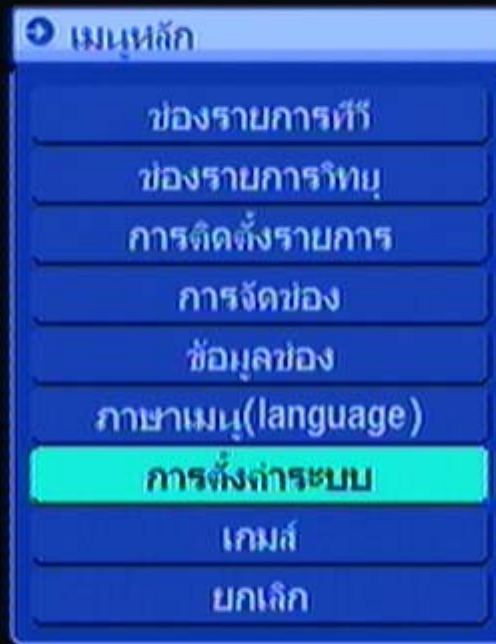 เมนูหลัก
ช่องรายการทีวี
ช่องรายการวิทยุ
การติดตั้งรายการ
การจัดช่อง
ข้อมูลช่อง
ภาษาเมนู(language)
การตั้งค่าระบบ
เกมส์
ยกเลิก